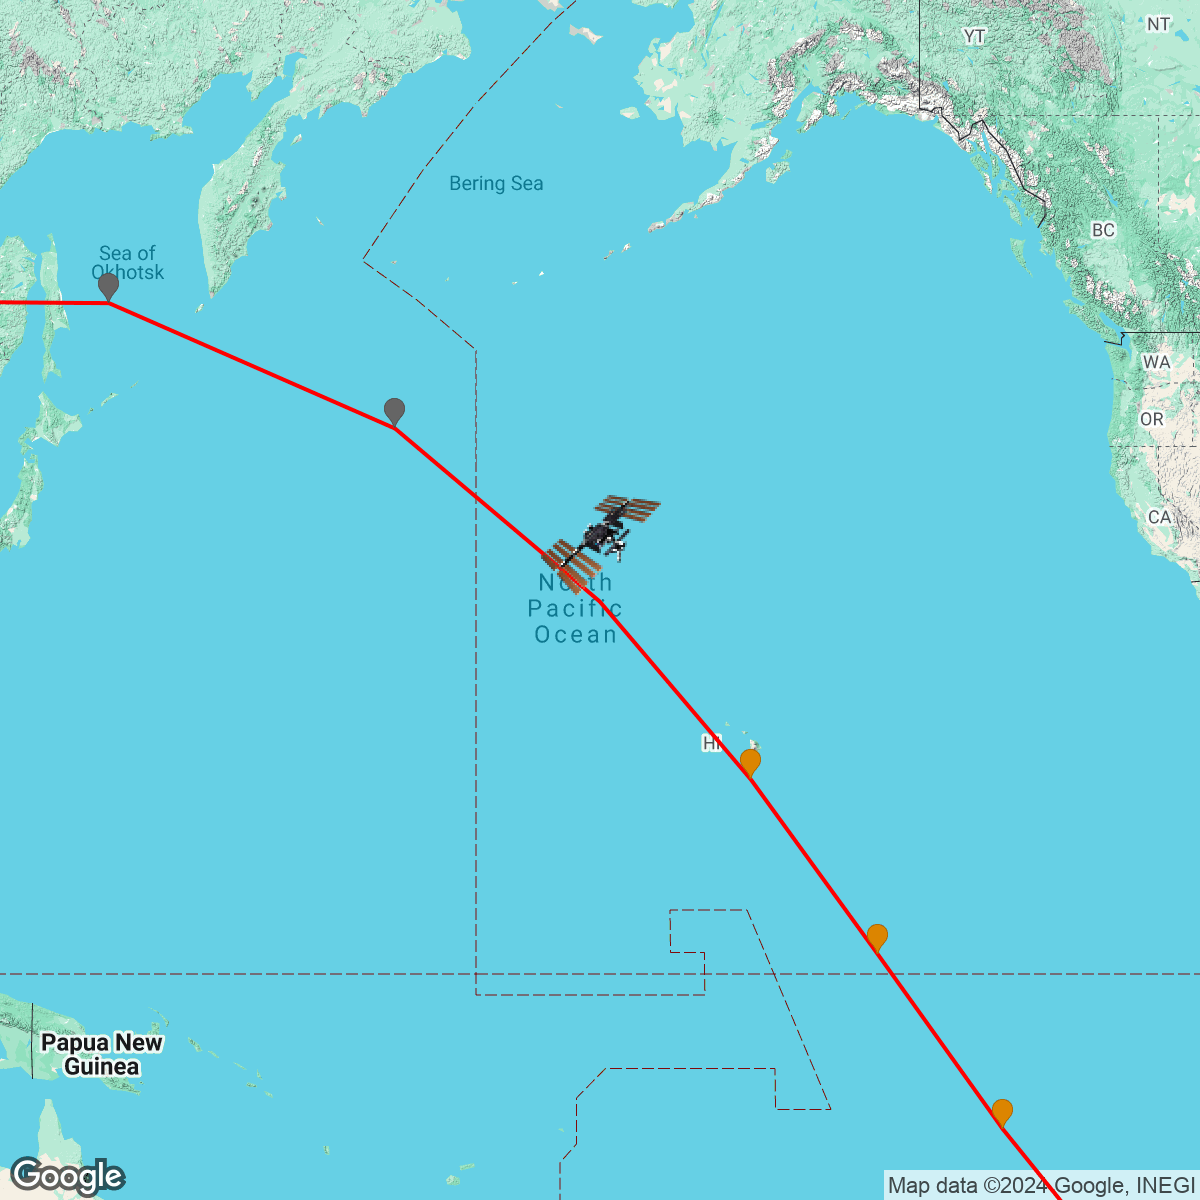 NT
YT
Bering Sea
BC
Sea of
Okhotsk
WA
OR
CA
North
Pacific
Ocean
HI
Papua New
Guinea
Google
Map data ©2024 Google, INEGI